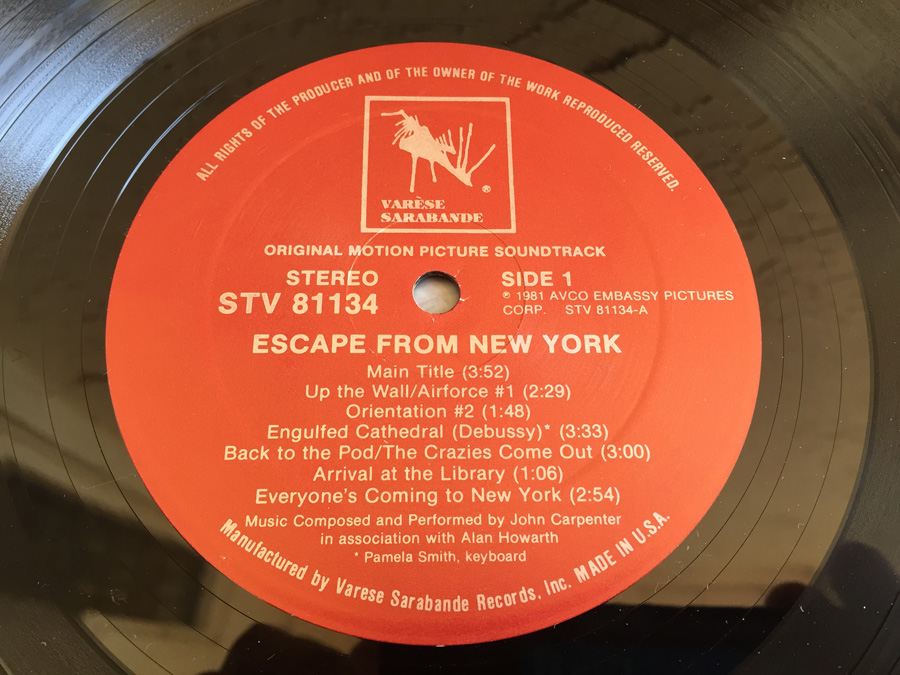 ALL RIGHTS OF THE PRODUCER AND OF THE OWNER OF THE WORK REPRODUCED RESERVED.
VARÈSE
SARABANDE
®
ORIGINAL MOTION PICTURE SOUNDTRACK
STEREO
STV 81134
SIDE 1
℗ 1981 AVCO EMBASSY PICTURES
CORP. STV 81134-A
ESCAPE FROM NEW YORK
Main Title (3:52)
Up the Wall/Airforce #1 (2:29)
Orientation #2 (1:48)
Engulfed Cathedral (Debussy)* (3:33)
Back to the Pod/The Crazies Come Out (3:00)
Arrival at the Library (1:06)
Everyone's Coming to New York (2:54)
Music Composed and Performed by John Carpenter
in association with Alan Howarth
* Pamela Smith, keyboard
Manufactured by Varese Sarabande Records, Inc. MADE IN U.S.A.